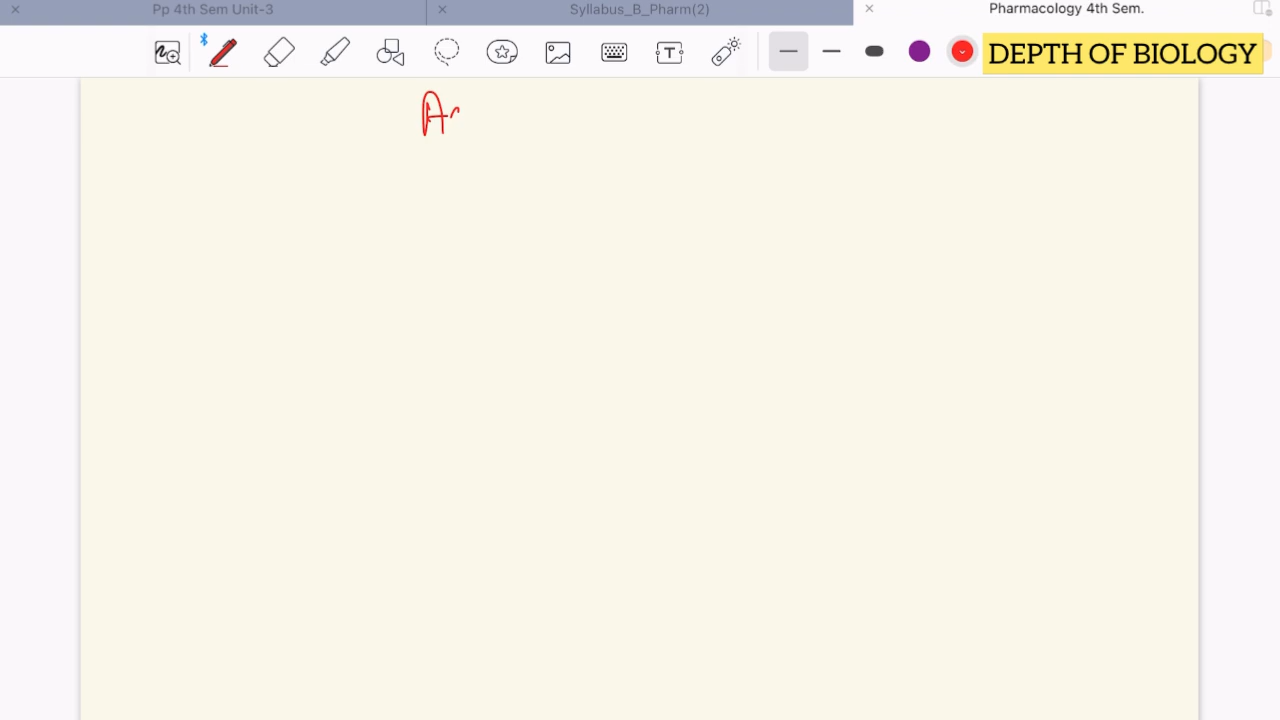 Pp 4th Sem Unit-3 Syllabus_B_Pharm(2) Pharmacology 4th Sem.
T DEPTH OF BIOLOGY